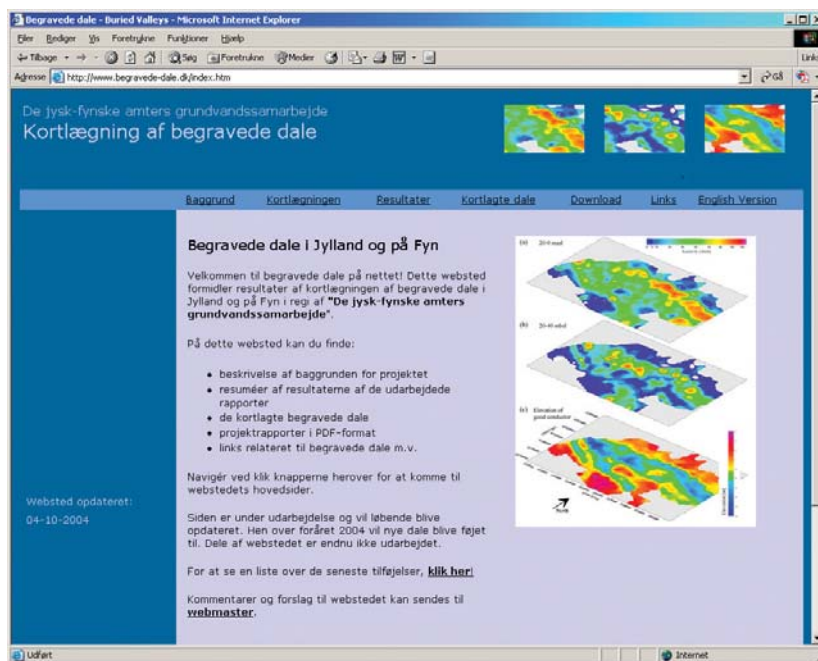 Begravede dale - Buried Valleys - Microsoft Internet Explorer
Filer Rediger Vis Foretrukne Funktioner Hjælp
Tilbage Søg Foretrukne Medier
Adresse http://www.begravede-dale.dk/index.htm Gå Links
De jysk-fynske amters grundvandssamarbejde
Kortlægning af begravede dale
Baggrund Kortlægningen Resultater Kortlagte dale Download Links English Version
Begravede dale i Jylland og på Fyn
Velkommen til begravede dale på nettet! Dette websted
formidler resultater af kortlægningen af begravede dale i
Jylland og på Fyn i regi af "De jysk-fynske amters
grundvandssamarbejde".
På dette websted kan du finde:
• beskrivelse af baggrunden for projektet
• resuméer af resultaterne af de udarbejdede
rapporter
• de kortlagte begravede dale
• projektrapporter i PDF-format
• links relateret til begravede dale m.v.
Navigér ved klik knapperne herover for at komme til
webstedets hovedsider.
Siden er under udarbejdelse og vil løbende blive
opdateret. Hen over foråret 2004 vil nye dale blive føjet
til. Dele af webstedet er endnu ikke udarbejdet.
For at se en liste over de seneste tilføjelser, klik her!
Kommentarer og forslag til webstedet kan sendes til
webmaster.
(a)
(b)
(c) Elevation of
good conductor
North
Websted opdateret:
04-10-2004
Udført Internet